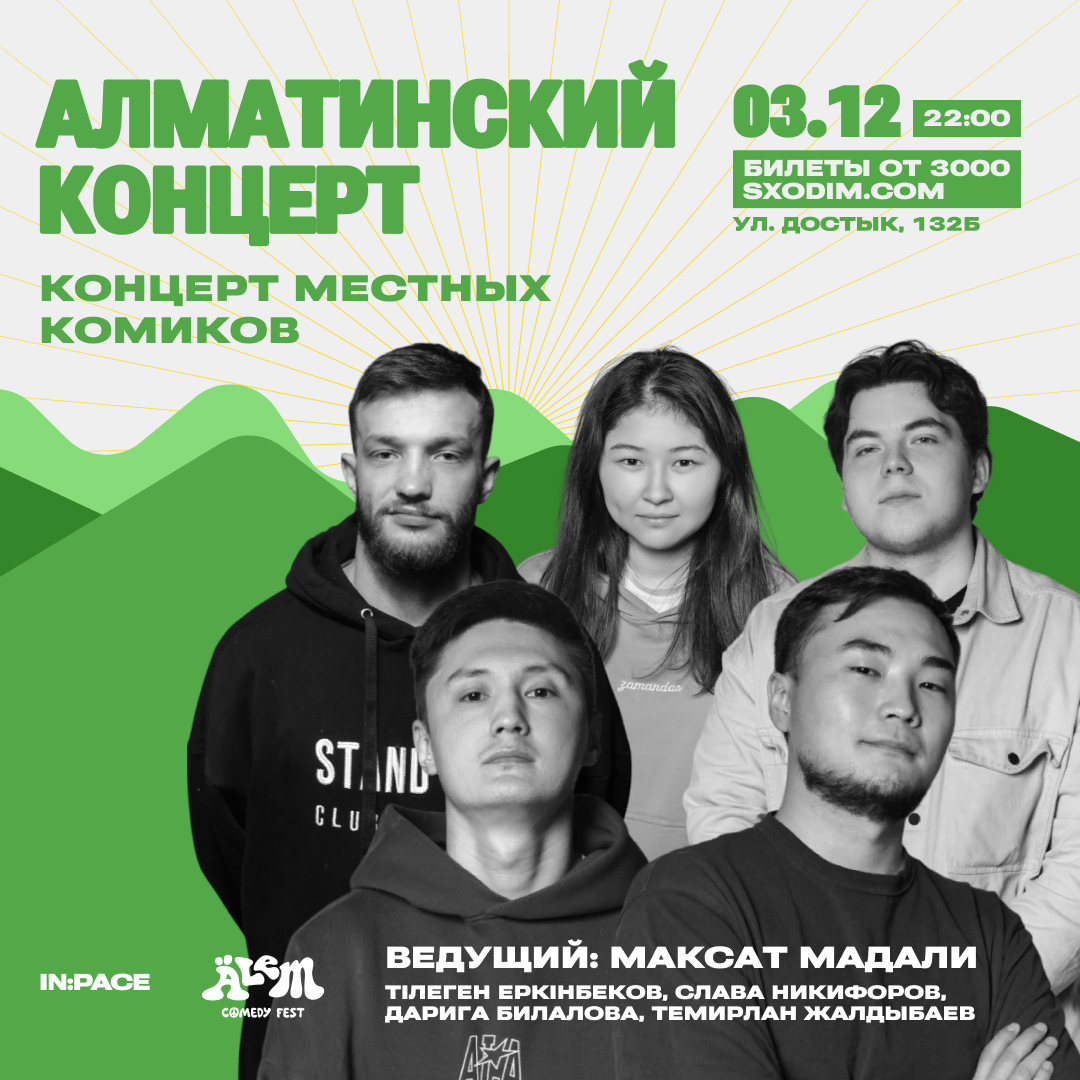 АЛМАТИНСКИЙ
КОНЦЕРТ
КОНЦЕРТ МЕСТНЫХ
КОМИКОВ
03.12 22:00
БИЛЕТЫ ОТ 3000
SXODIM.COM
УЛ. ДОСТЫК, 132Б
zamandas
STAND
CLU
IN:PACE
ÄLEM
COMEDY FEST
ВЕДУЩИЙ: МАКСАТ МАДАЛИ
ТІЛЕГЕН ЕРКІНБЕКОВ, СЛАВА НИКИФОРОВ,
ДАРИГА БИЛАЛОВА, ТЕМИРЛАН ЖАЛДЫБАЕВ